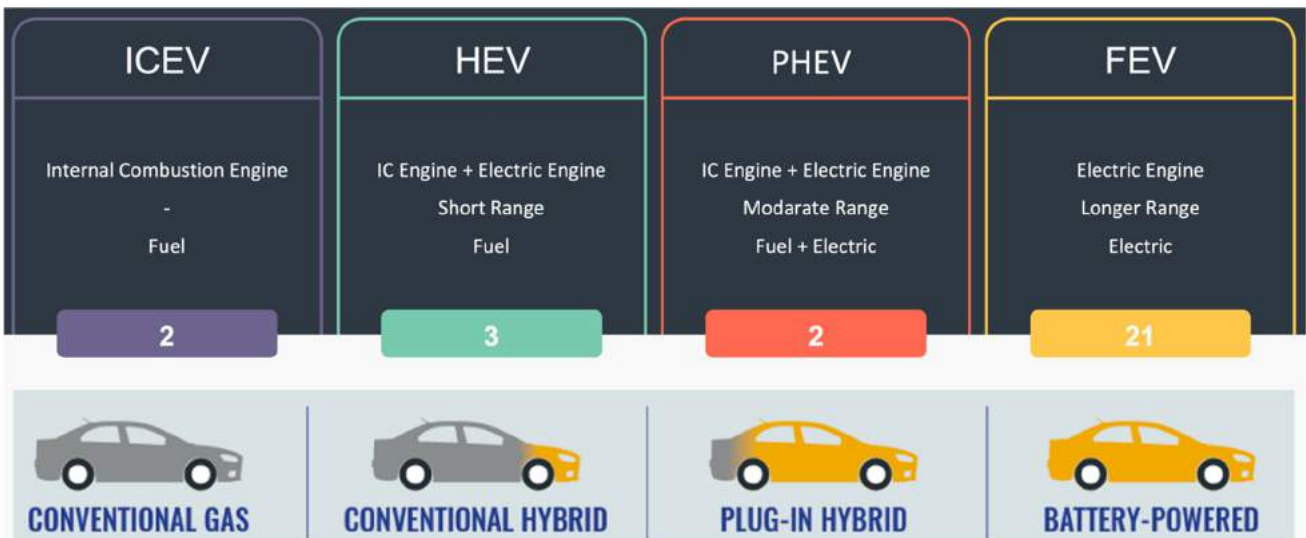 ICEV
Internal Combustion Engine
-
Fuel
2
HEV
IC Engine + Electric Engine
Short Range
Fuel
3
PHEV
IC Engine + Electric Engine
Modarate Range
Fuel + Electric
2
FEV
Electric Engine
Longer Range
Electric
21
CONVENTIONAL GAS
CONVENTIONAL HYBRID
PLUG-IN HYBRID
BATTERY-POWERED